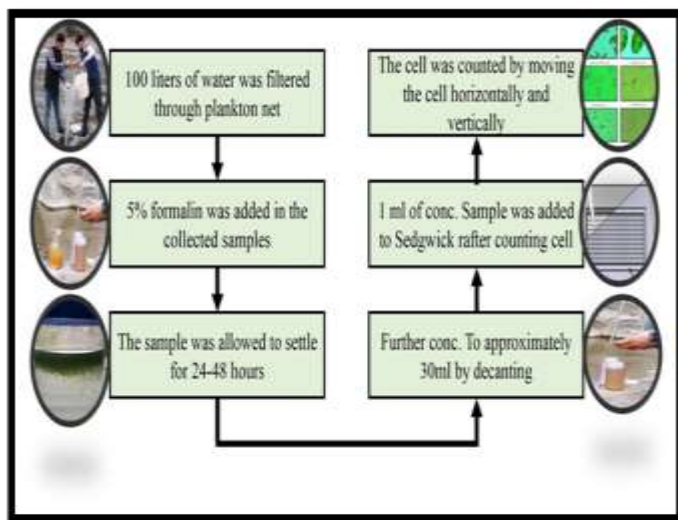 100 liters of water was filtered
through plankton net
5% formalin was added in the
collected samples
The sample was allowed to settle
for 24-48 hours
Further conc. To approximately
30ml by decanting
1 ml of conc. Sample was added
to Sedgwick rafter counting cell
The cell was counted by moving
the cell horizontally and
vertically